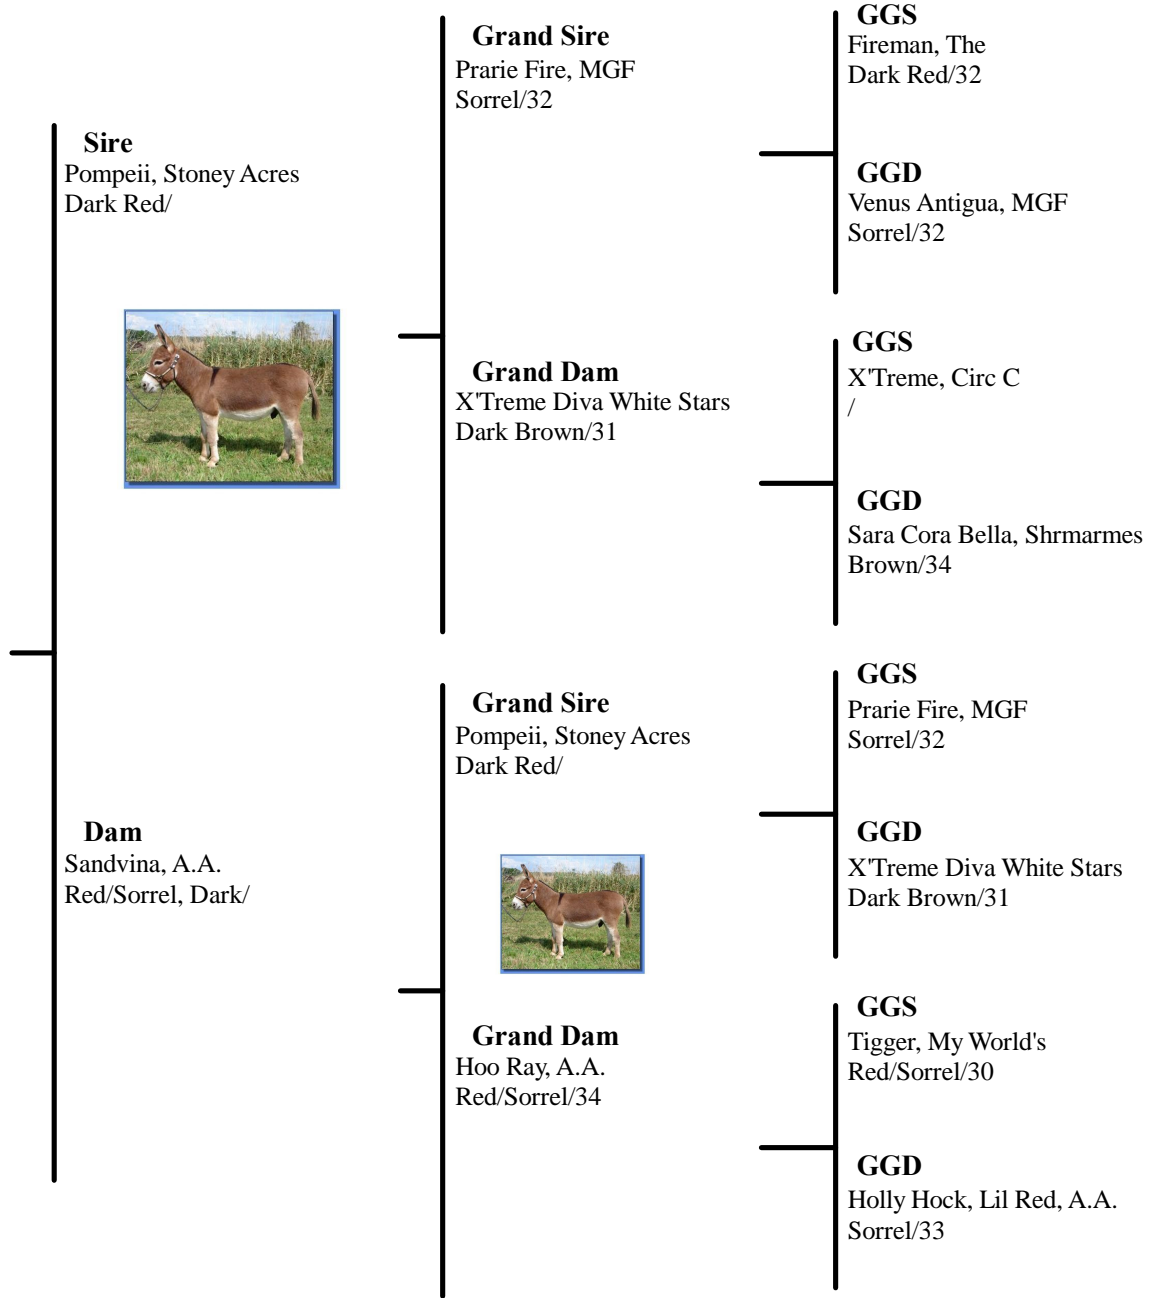 Sire
Pompeii, Stoney Acres
Dark Red/
Dam
Sandvina, A.A.
Red/Sorrel, Dark/
Grand Sire
Prarie Fire, MGF
Sorrel/32
Grand Dam
X'Treme Diva White Stars
Dark Brown/31
Grand Sire
Pompeii, Stoney Acres
Dark Red/
Grand Dam
Hoo Ray, A.A.
Red/Sorrel/34
GGS
Fireman, The
Dark Red/32
GGD
Venus Antigua, MGF
Sorrel/32
GGS
X'Treme, Circ C
/
GGD
Sara Cora Bella, Shrmarmes
Brown/34
GGS
Prarie Fire, MGF
Sorrel/32
GGD
X'Treme Diva White Stars
Dark Brown/31
GGS
Tigger, My World's
Red/Sorrel/30
GGD
Holly Hock, Lil Red, A.A.
Sorrel/33